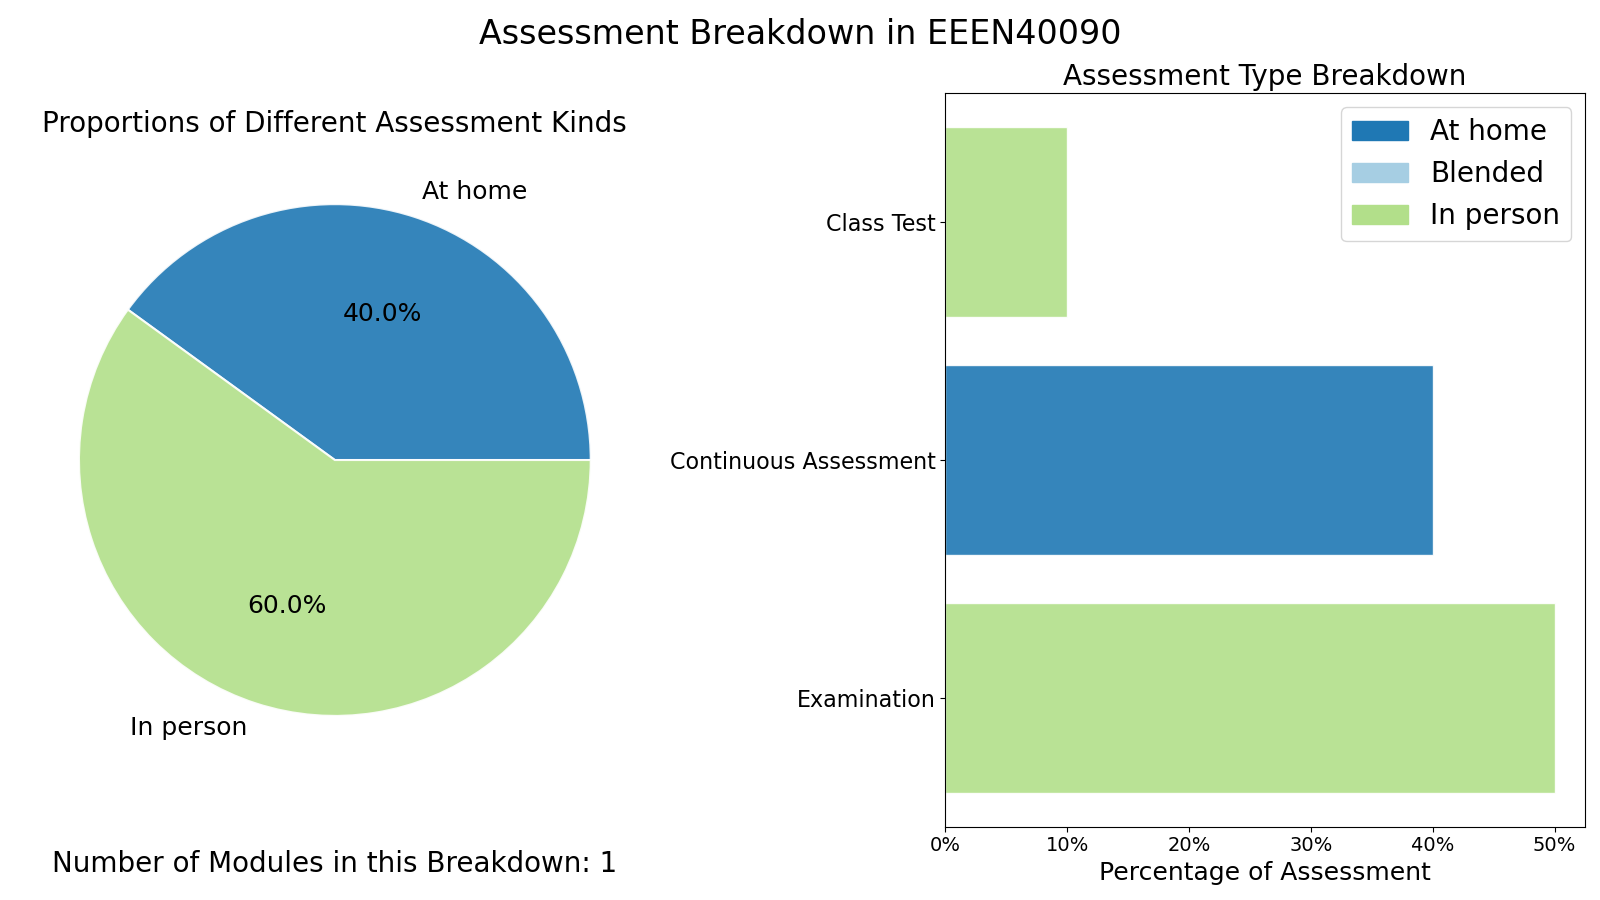 Assessment Breakdown in EEEN40090
Proportions of Different Assessment Kinds
At home
40.0%
60.0%
In person
Number of Modules in this Breakdown: 1
Assessment Type Breakdown
At home
Blended
In person
Class Test
Continuous Assessment
Examination
0% 10% 20% 30% 40% 50%
Percentage of Assessment